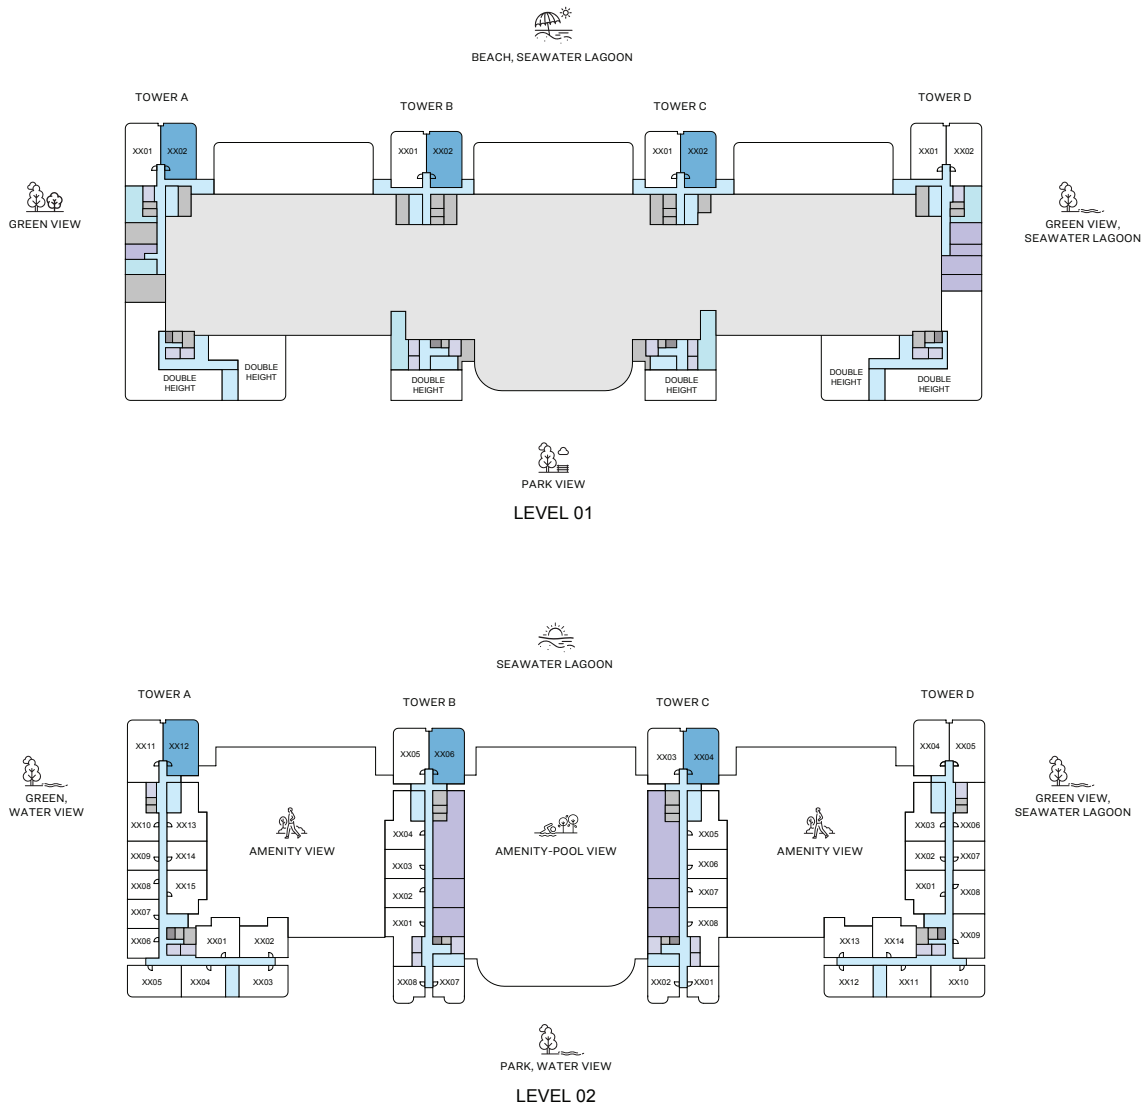 BEACH, SEAWATER LAGOON
TOWER A
TOWER B
TOWER C
TOWER D
XX01
XX02
XX01
XX02
XX01
XX02
XX01
XX02
GREEN VIEW
GREEN VIEW,
SEAWATER LAGOON
DOUBLE
HEIGHT
DOUBLE
HEIGHT
DOUBLE
HEIGHT
DOUBLE
HEIGHT
DOUBLE
HEIGHT
DOUBLE
HEIGHT
PARK VIEW
LEVEL 01
SEAWATER LAGOON
TOWER A
TOWER B
TOWER C
TOWER D
XX11
XX12
XX05
XX06
XX03
XX04
XX04
XX05
GREEN,
WATER VIEW
GREEN VIEW,
SEAWATER LAGOON
XX10
XX13
XX04
XX05
XX03
XX06
AMENITY VIEW
AMENITY-POOL VIEW
AMENITY VIEW
XX09
XX14
XX03
XX06
XX02
XX07
XX08
XX15
XX02
XX07
XX01
XX08
XX07
XX01
XX08
XX06
XX01
XX02
XX13
XX14
XX09
XX05
XX04
XX03
XX08
XX07
XX02
XX01
XX12
XX11
XX10
PARK, WATER VIEW
LEVEL 02